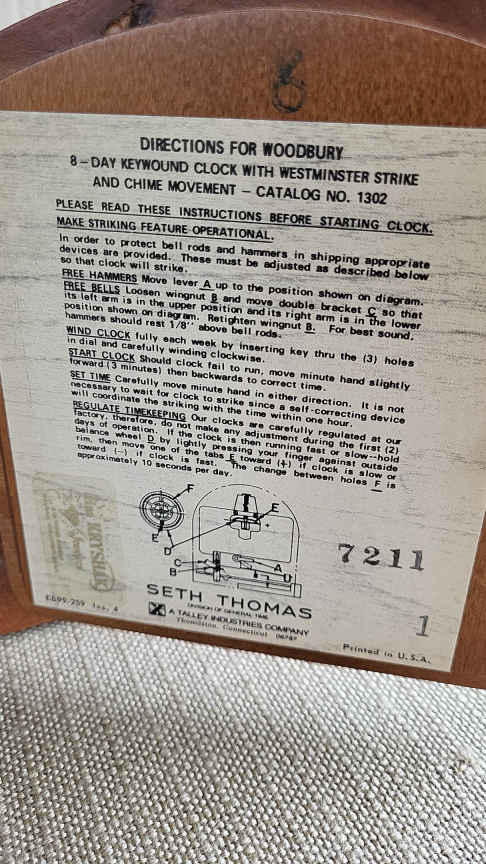 DIRECTIONS FOR WOODBURY
8-DAY KEYWOUND CLOCK WITH WESTMINSTER STRIKE
AND CHIME MOVEMENT - CATALOG NO. 1302
PLEASE READ THESE INSTRUCTIONS BEFORE STARTING CLOCK.
MAKE STRIKING FEATURE OPERATIONAL.
In order to protect bell rods and hammers in shipping appropriate
devices are provided. These must be adjusted as described below
so that clock will strike.
FREE HAMMERS Move lever A up to the position shown on diagram.
FREE BELLS Loosen wingnut B and move double bracket C so that
its left arm is in the upper position and its right arm is in the lower
position shown on diagram. Retighten wingnut B. For best sound,
hammers should rest 1/8'' above bell rods.
WIND CLOCK fully each week by inserting key thru the (3) holes
in dial and carefully winding clockwise.
START CLOCK Should clock fail to run, move minute hand slightly
forward (3 minutes) then backwards to correct time.
SET TIME Carefully move minute hand in either direction. It is not
necessary to wait for clock to strike since a self-correcting device
will coordinate the striking with the time within one hour.
REGULATE TIMEKEEPING Our clocks are carefully regulated at our
factory, therefore, do not make any adjustment during the first (2)
days of operation. If the clock is then running fast or slow--hold
balance wheel D by lightly pressing your finger against outside
rim, then move one of the tabs E toward (+) if clock is slow or
toward (-) if clock is fast. The change between holes F is
approximately 10 seconds per day.
F
E
E
D
+
C
B
A
7211
SETH THOMAS
DIVISION OF GENERAL TIME
A TALLEY INDUSTRIES COMPANY
Thomaston, Connecticut 06787
E699-259 Iss. 4
1
Printed in U.S.A.